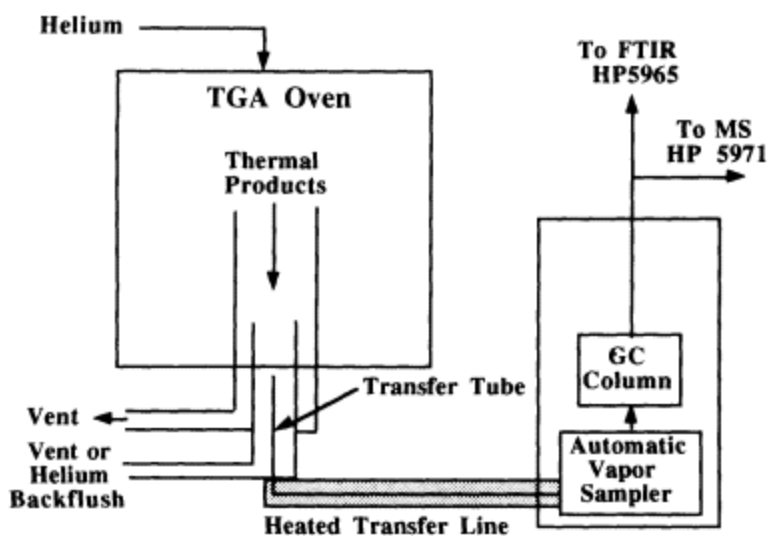 Helium
TGA Oven
Thermal
Products
To FTIR
HP5965
To MS
HP 5971
GC
Column
Transfer Tube
Vent
Vent or
Helium
Backflush
Automatic
Vapor
Sampler
Heated Transfer Line